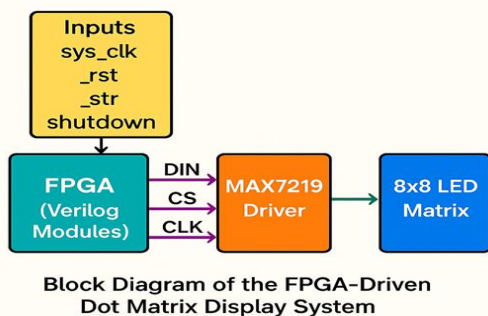 Inputs
sys_clk
_rst
_str
shutdown
FPGA
(Verilog
Modules)
DIN
CS
CLK
MAX7219
Driver
8x8 LED
Matrix
Block Diagram of the FPGA-Driven
Dot Matrix Display System